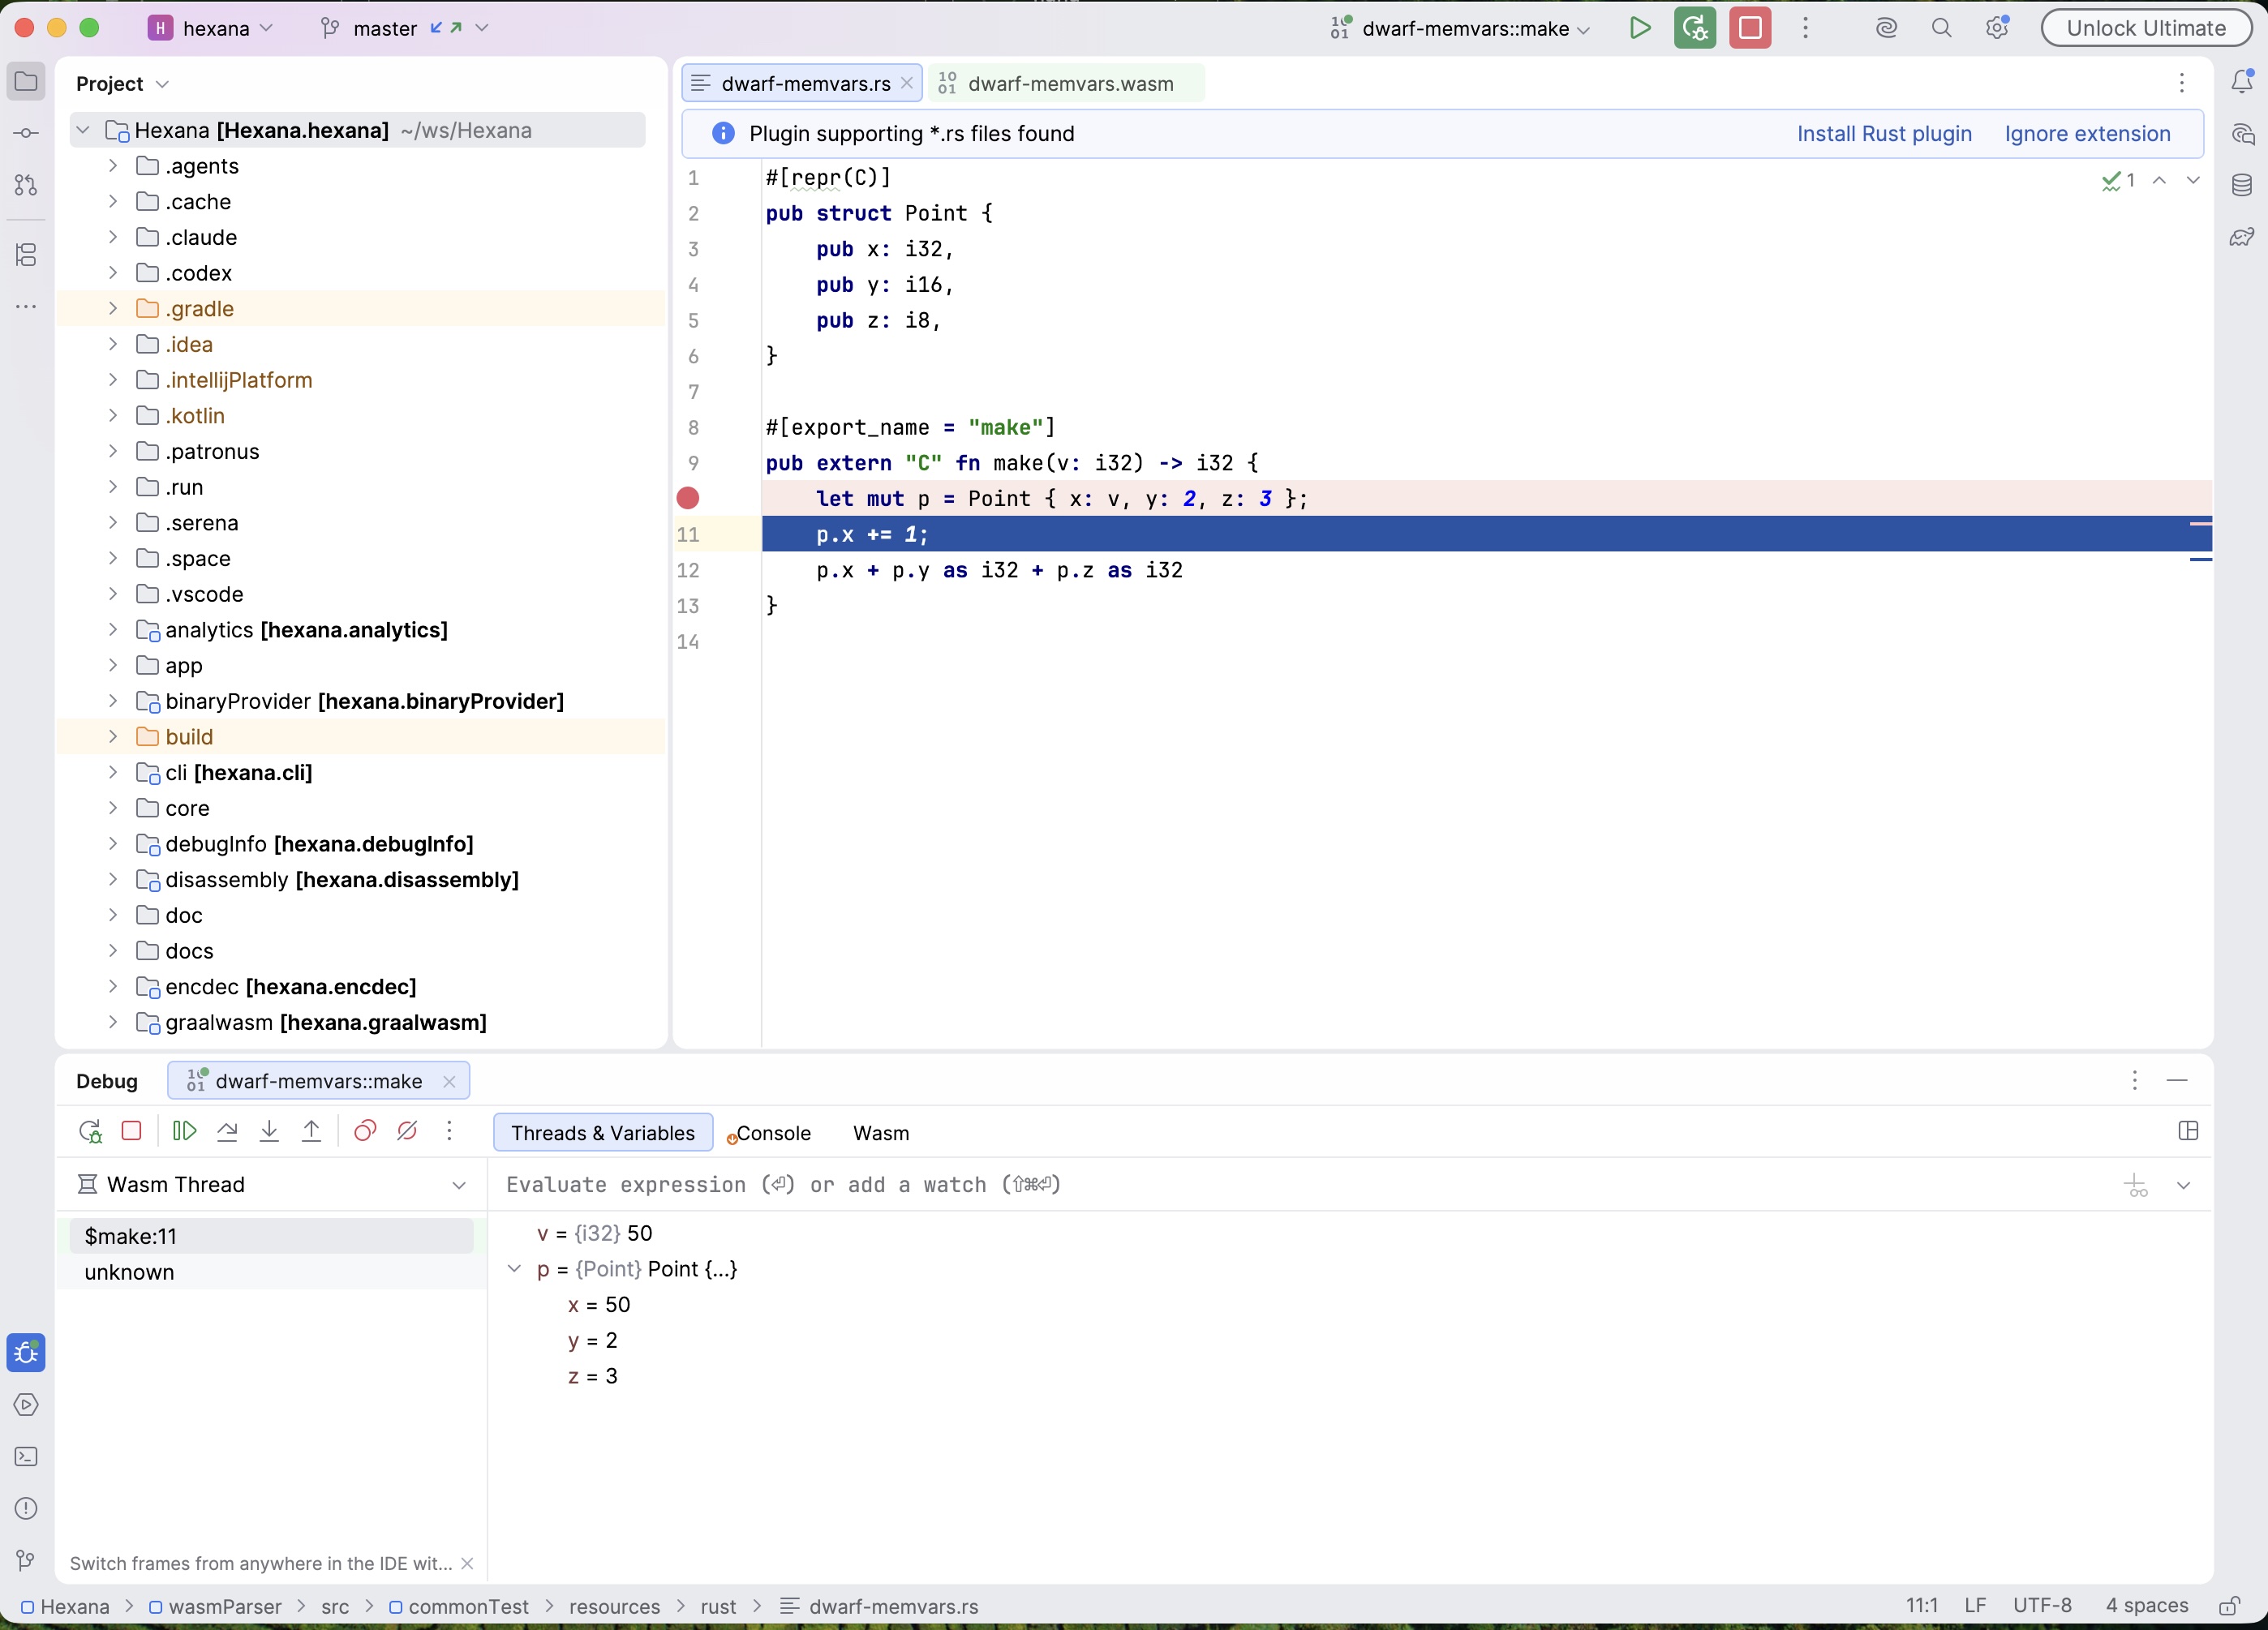 H hexana master dwarf-memvars::make Unlock Ultimate
Project
Hexana [Hexana.hexana] ~/ws/Hexana
.agents
.cache
.claude
.codex
.gradle
.idea
.intellijPlatform
.kotlin
.patronus
.run
.serena
.space
.vscode
analytics [hexana.analytics]
app
binaryProvider [hexana.binaryProvider]
build
cli [hexana.cli]
core
debugInfo [hexana.debugInfo]
disassembly [hexana.disassembly]
doc
docs
encdec [hexana.encdec]
graalwasm [hexana.graalwasm]
dwarf-memvars.rs dwarf-memvars.wasm
Plugin supporting *.rs files found Install Rust plugin Ignore extension
1 #[repr(C)] 1
2 pub struct Point {
3 pub x: i32,
4 pub y: i16,
5 pub z: i8,
6 }
7
8 #[export_name = "make"]
9 pub extern "C" fn make(v: i32) -> i32 {
let mut p = Point { x: v, y: 2, z: 3 };
11 p.x += 1;
12 p.x + p.y as i32 + p.z as i32
13 }
14
Debug dwarf-memvars::make
Threads & Variables Console Wasm
Wasm Thread
$make:11
unknown
Switch frames from anywhere in the IDE wit...
Evaluate expression (⏎) or add a watch (⇧⌘⏎)
v = {i32} 50
p = {Point} Point {...}
x = 50
y = 2
z = 3
Hexana > wasmParser > src > commonTest > resources > rust > dwarf-memvars.rs 11:1 LF UTF-8 4 spaces